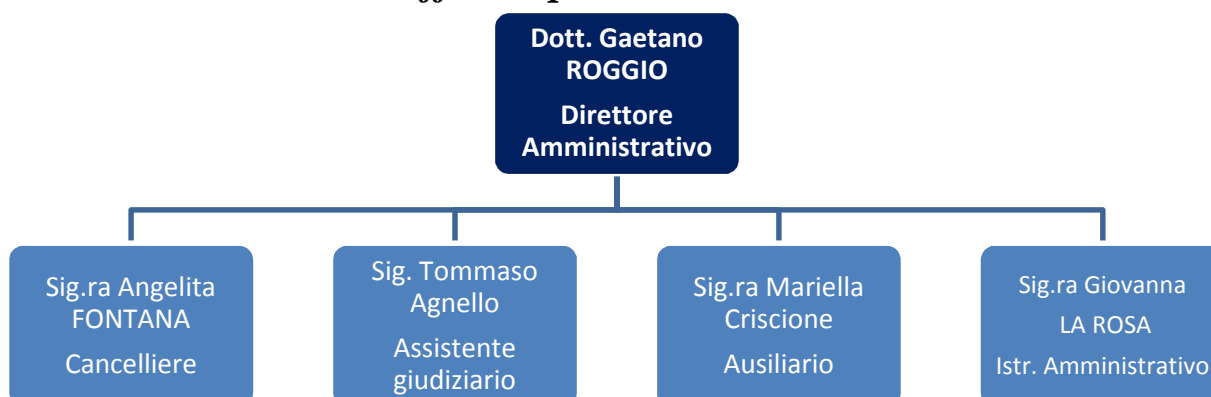 Dott. Gaetano
ROGGIO
Direttore
Amministrativo
Sig.ra Angelita
FONTANA
Cancelliere
Sig. Tommaso
Agnello
Assistente
giudiziario
Sig.ra Mariella
Criscione
Ausiliario
Sig.ra Giovanna
LA ROSA
Istr. Amministrativo